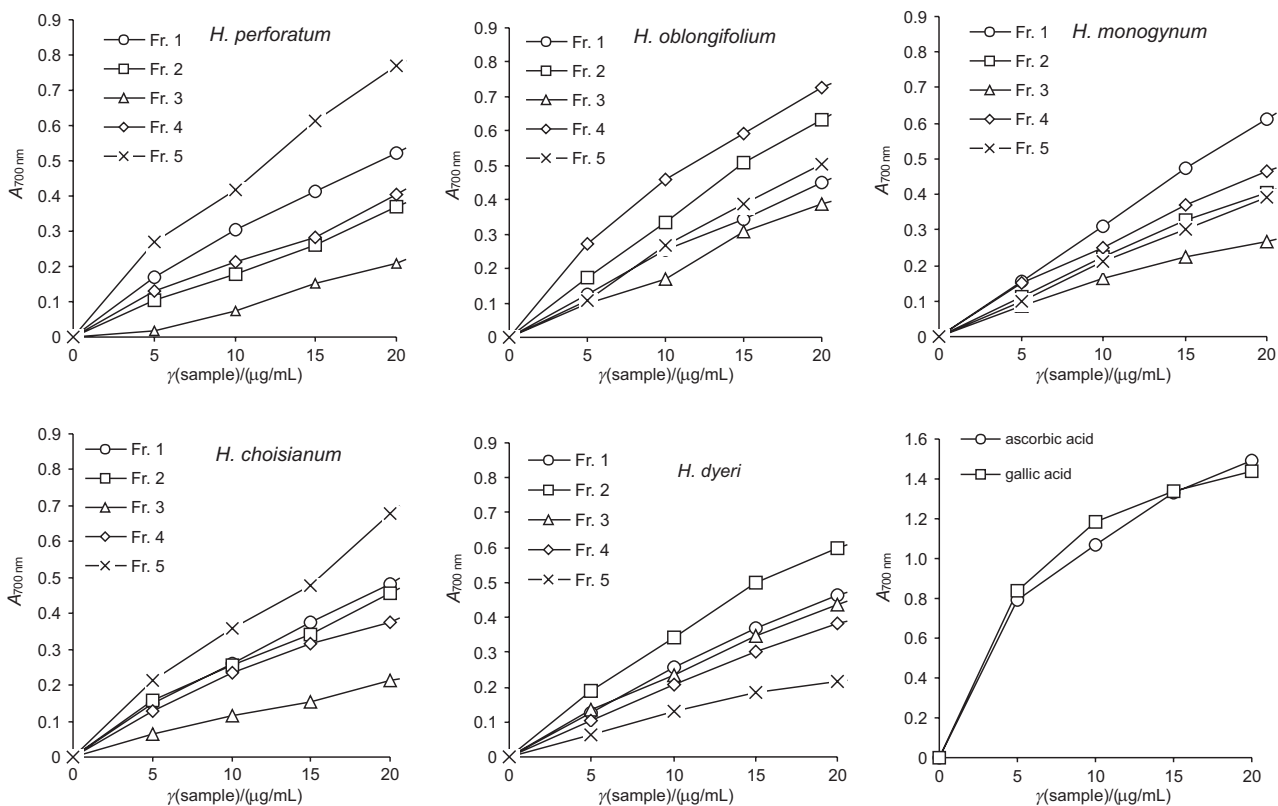 H. perforatum
0.9
0.8
0.7
0.6
0.5
0.4
0.3
0.2
0.1
0
A700 nm
Fr. 1
Fr. 2
Fr. 3
Fr. 4
Fr. 5
0 5 10 15 20
γ(sample)/(μg/mL)
H. oblongifolium
0.9
0.8
0.7
0.6
0.5
0.4
0.3
0.2
0.1
0
A700 nm
Fr. 1
Fr. 2
Fr. 3
Fr. 4
Fr. 5
0 5 10 15 20
γ(sample)/(μg/mL)
H. monogynum
0.9
0.8
0.7
0.6
0.5
0.4
0.3
0.2
0.1
0
A700 nm
Fr. 1
Fr. 2
Fr. 3
Fr. 4
Fr. 5
0 5 10 15 20
γ(sample)/(μg/mL)
H. choisianum
0.9
0.8
0.7
0.6
0.5
0.4
0.3
0.2
0.1
0
A700 nm
Fr. 1
Fr. 2
Fr. 3
Fr. 4
Fr. 5
0 5 10 15 20
γ(sample)/(μg/mL)
H. dyeri
0.9
0.8
0.7
0.6
0.5
0.4
0.3
0.2
0.1
0
A700 nm
Fr. 1
Fr. 2
Fr. 3
Fr. 4
Fr. 5
0 5 10 15 20
γ(sample)/(μg/mL)
1.6
1.4
1.2
1.0
0.8
0.6
0.4
0.2
0
A700 nm
ascorbic acid
gallic acid
0 5 10 15 20
γ(sample)/(μg/mL)